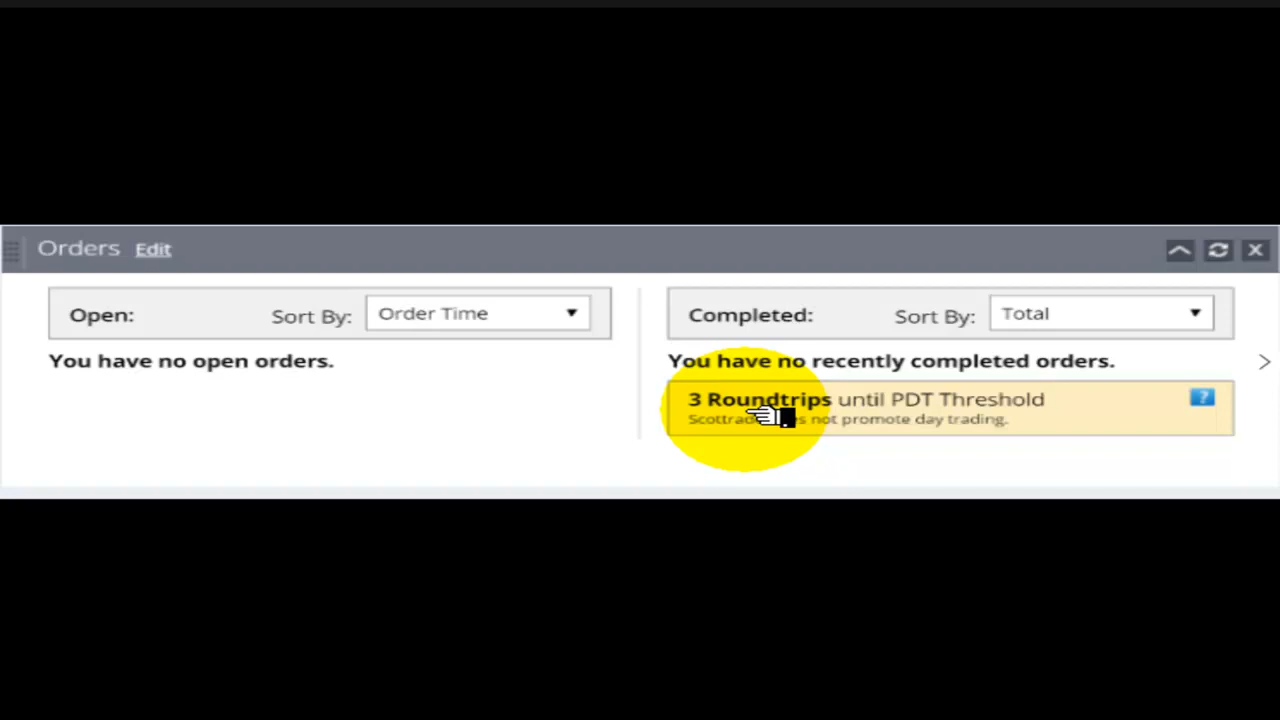 Orders Edit
Open: Sort By: Order Time
Completed: Sort By: Total
You have no open orders.
You have no recently completed orders.
3 Roundtrips until PDT Threshold
?
not promote day trading.